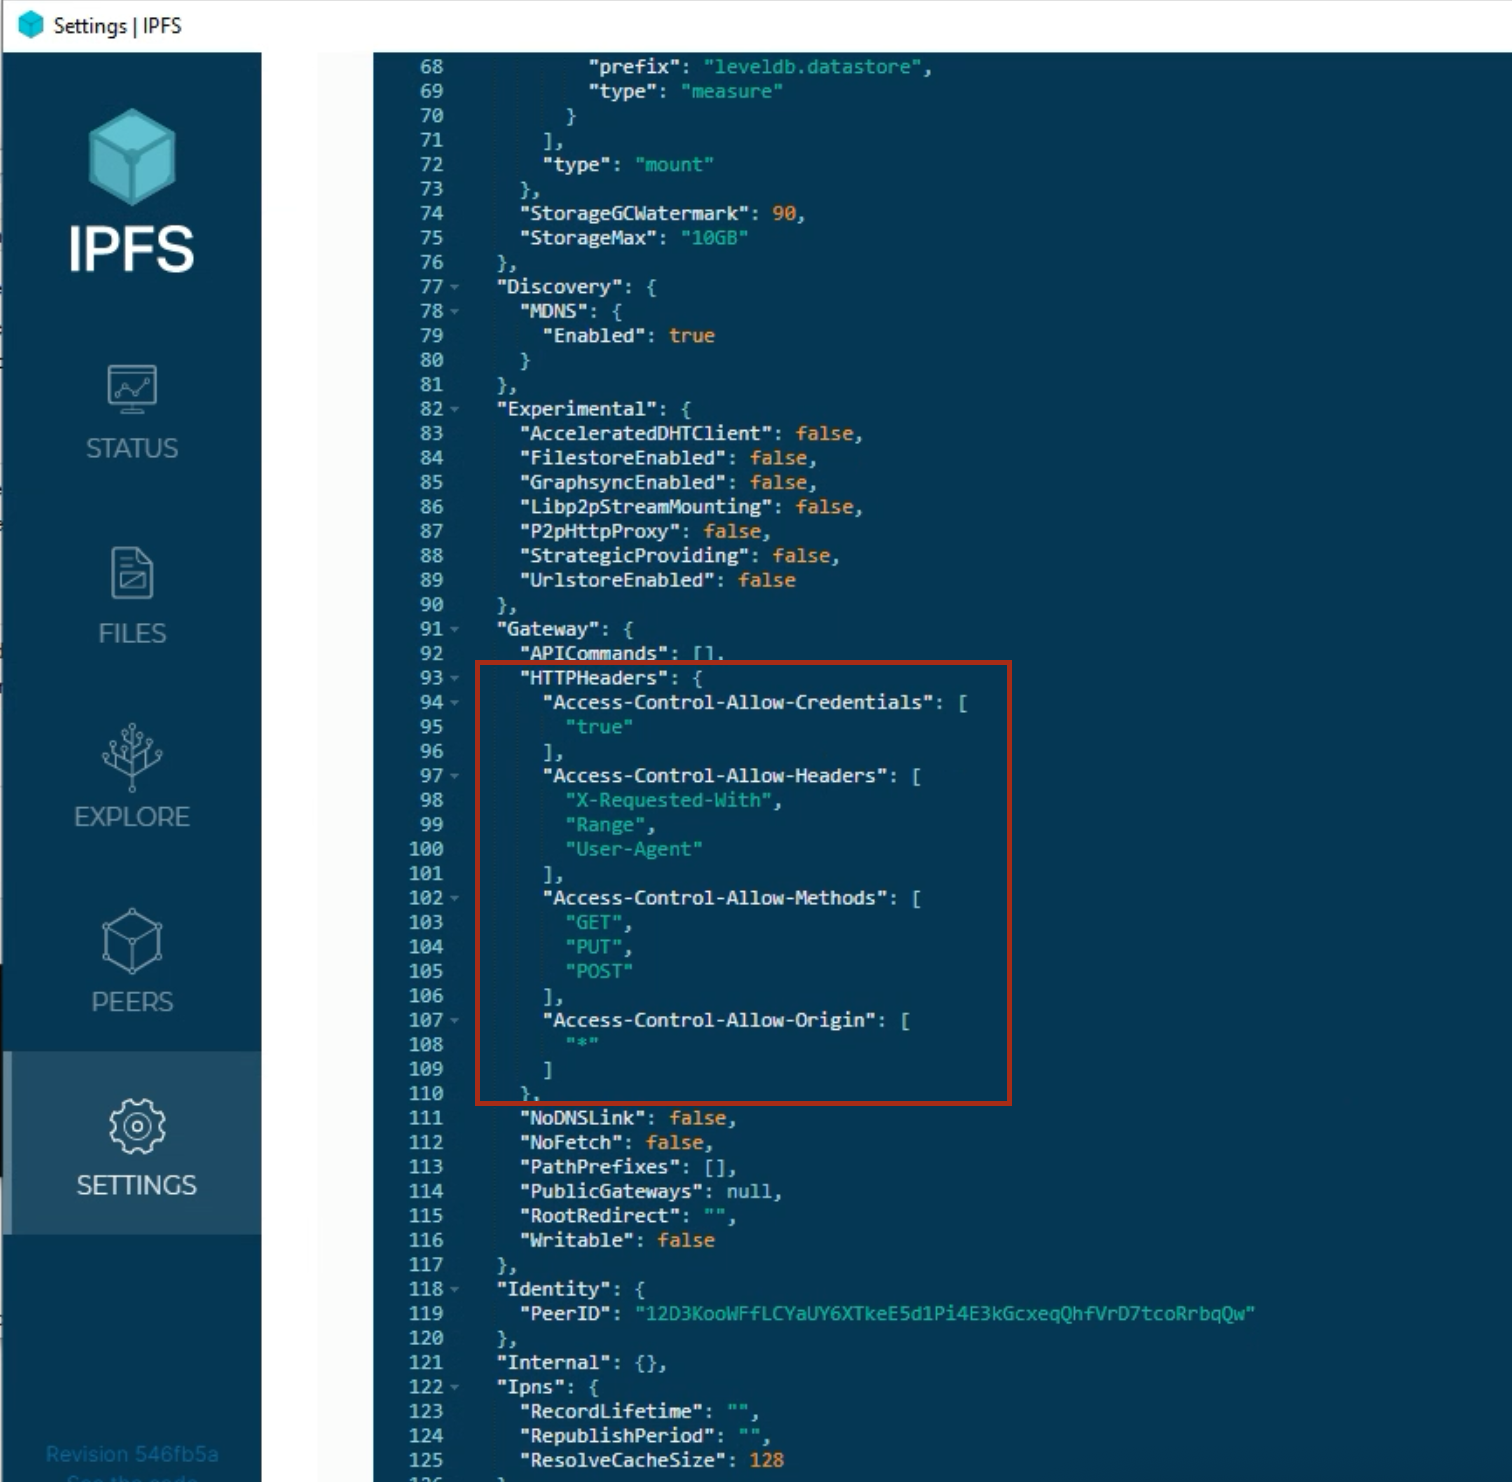 Settings | IPFS
IPFS
STATUS
FILES
EXPLORE
PEERS
SETTINGS
Revision 546fb5a
See the code
68 "prefix": "leveldb.datastore",
69 "type": "measure"
70 }
71 ],
72 "type": "mount"
73 },
74 "StorageGCWatermark": 90,
75 "StorageMax": "10GB"
76 },
77 "Discovery": {
78 "MDNS": {
79 "Enabled": true
80 }
81 },
82 "Experimental": {
83 "AcceleratedDHTClient": false,
84 "FilestoreEnabled": false,
85 "GraphsyncEnabled": false,
86 "Libp2pStreamMounting": false,
87 "P2pHttpProxy": false,
88 "StrategicProviding": false,
89 "UrlstoreEnabled": false
90 },
91 "Gateway": {
92 "APICommands": [],
93 "HTTPHeaders": {
94 "Access-Control-Allow-Credentials": [
95 "true"
96 ],
97 "Access-Control-Allow-Headers": [
98 "X-Requested-With",
99 "Range",
100 "User-Agent"
101 ],
102 "Access-Control-Allow-Methods": [
103 "GET",
104 "PUT",
105 "POST"
106 ],
107 "Access-Control-Allow-Origin": [
108 "*"
109 ]
110 },
111 "NoDNSLink": false,
112 "NoFetch": false,
113 "PathPrefixes": [],
114 "PublicGateways": null,
115 "RootRedirect": "",
116 "Writable": false
117 },
118 "Identity": {
119 "PeerID": "12D3KooWFfLCYaUY6XTkeE5d1Pi4E3kGcxeqQhfVrD7tcoRrbqQw"
120 },
121 "Internal": {},
122 "Ipns": {
123 "RecordLifetime": "",
124 "RepublishPeriod": "",
125 "ResolveCacheSize": 128